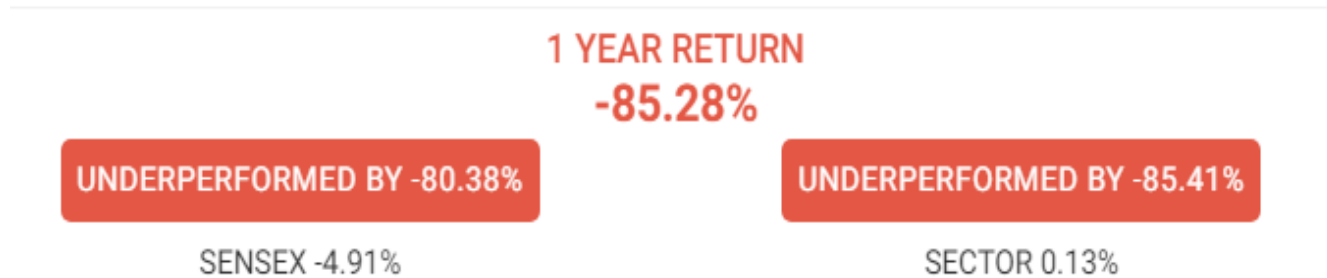 1 YEAR RETURN
-85.28%
UNDERPERFORMED BY -80.38%
UNDERPERFORMED BY -85.41%
SENSEX -4.91%
SECTOR 0.13%